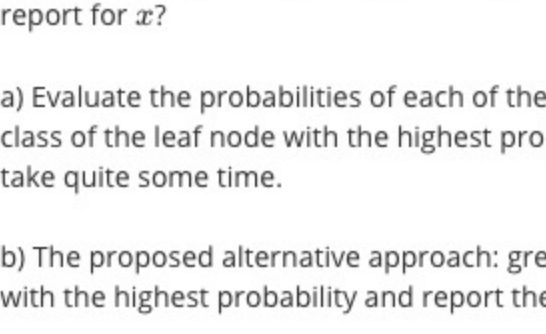 report for x?
a) Evaluate the probabilities of each of the
class of the leaf node with the highest pro
take quite some time.
b) The proposed alternative approach: gre
with the highest probability and report the